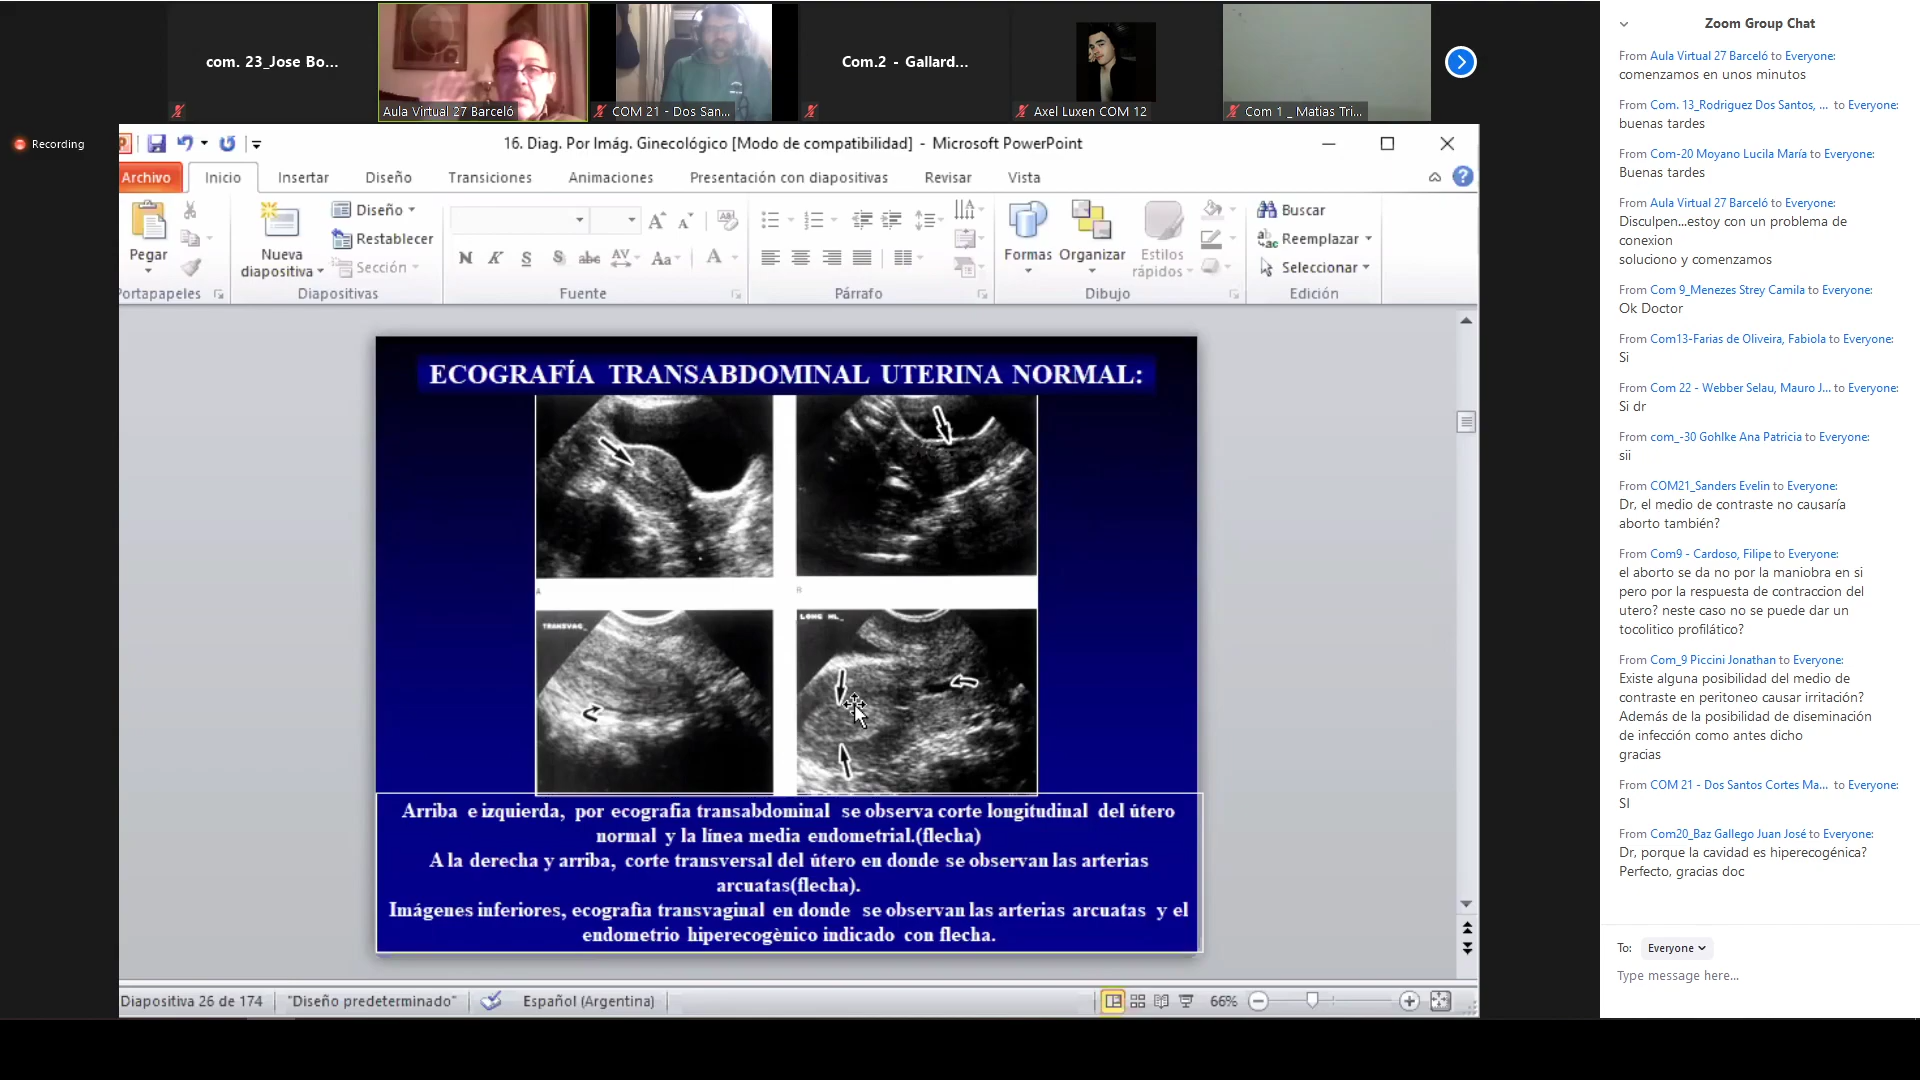 com. 23_Jose Bo...
Aula Virtual 27 Barceló
COM 21 - Dos San...
Com.2 - Gallard...
Axel Luxen COM 12
Com 1 _ Matias Tri...
Recording
16. Diag. Por Imág. Ginecológico [Modo de compatibilidad] - Microsoft PowerPoint
Archivo
Inicio
Insertar
Diseño
Transiciones
Animaciones
Presentación con diapositivas
Revisar
Vista
Pegar
Nueva
diapositiva
Diseño
Restablecer
Sección
Formas
Organizar
Estilos
rápidos
Buscar
Reemplazar
Seleccionar
Portapapeles
Diapositivas
Fuente
Párrafo
Dibujo
Edición
ECOGRAFÍA TRANSABDOMINAL UTERINA NORMAL:
A
B
TRANSVAG_
LONG ML_
Arriba e izquierda, por ecografia transabdominal se observa corte longitudinal del útero
normal y la línea media endometrial.(flecha)
A la derecha y arriba, corte transversal del útero en donde se observan las arterias
arcuatas(flecha).
Imágenes inferiores, ecografia transvaginal en donde se observan las arterias arcuatas y el
endometrio hiperecogènico indicado con flecha.
Diapositiva 26 de 174
"Diseño predeterminado"
Español (Argentina)
66%
Zoom Group Chat
From Aula Virtual 27 Barceló to Everyone:
comenzamos en unos minutos
From Com. 13_Rodriguez Dos Santos, ... to Everyone:
buenas tardes
From Com-20 Moyano Lucila María to Everyone:
Buenas tardes
From Aula Virtual 27 Barceló to Everyone:
Disculpen...estoy con un problema de
conexion
soluciono y comenzamos
From Com 9_Menezes Strey Camila to Everyone:
Ok Doctor
From Com13-Farias de Oliveira, Fabiola to Everyone:
Si
From Com 22 - Webber Selau, Mauro J... to Everyone:
Si dr
From com_-30 Gohlke Ana Patricia to Everyone:
sii
From COM21_Sanders Evelin to Everyone:
Dr, el medio de contraste no causaría
aborto también?
From Com9 - Cardoso, Filipe to Everyone:
el aborto se da no por la maniobra en si
pero por la respuesta de contraccion del
utero? neste caso no se puede dar un
tocolitico profilático?
From Com_9 Piccini Jonathan to Everyone:
Existe alguna posibilidad del medio de
contraste en peritoneo causar irritación?
Además de la posibilidad de diseminación
de infección como antes dicho
gracias
From COM 21 - Dos Santos Cortes Ma... to Everyone:
SI
From Com20_Baz Gallego Juan José to Everyone:
Dr, porque la cavidad es hiperecogénica?
Perfecto, gracias doc
To: Everyone
Type message here...